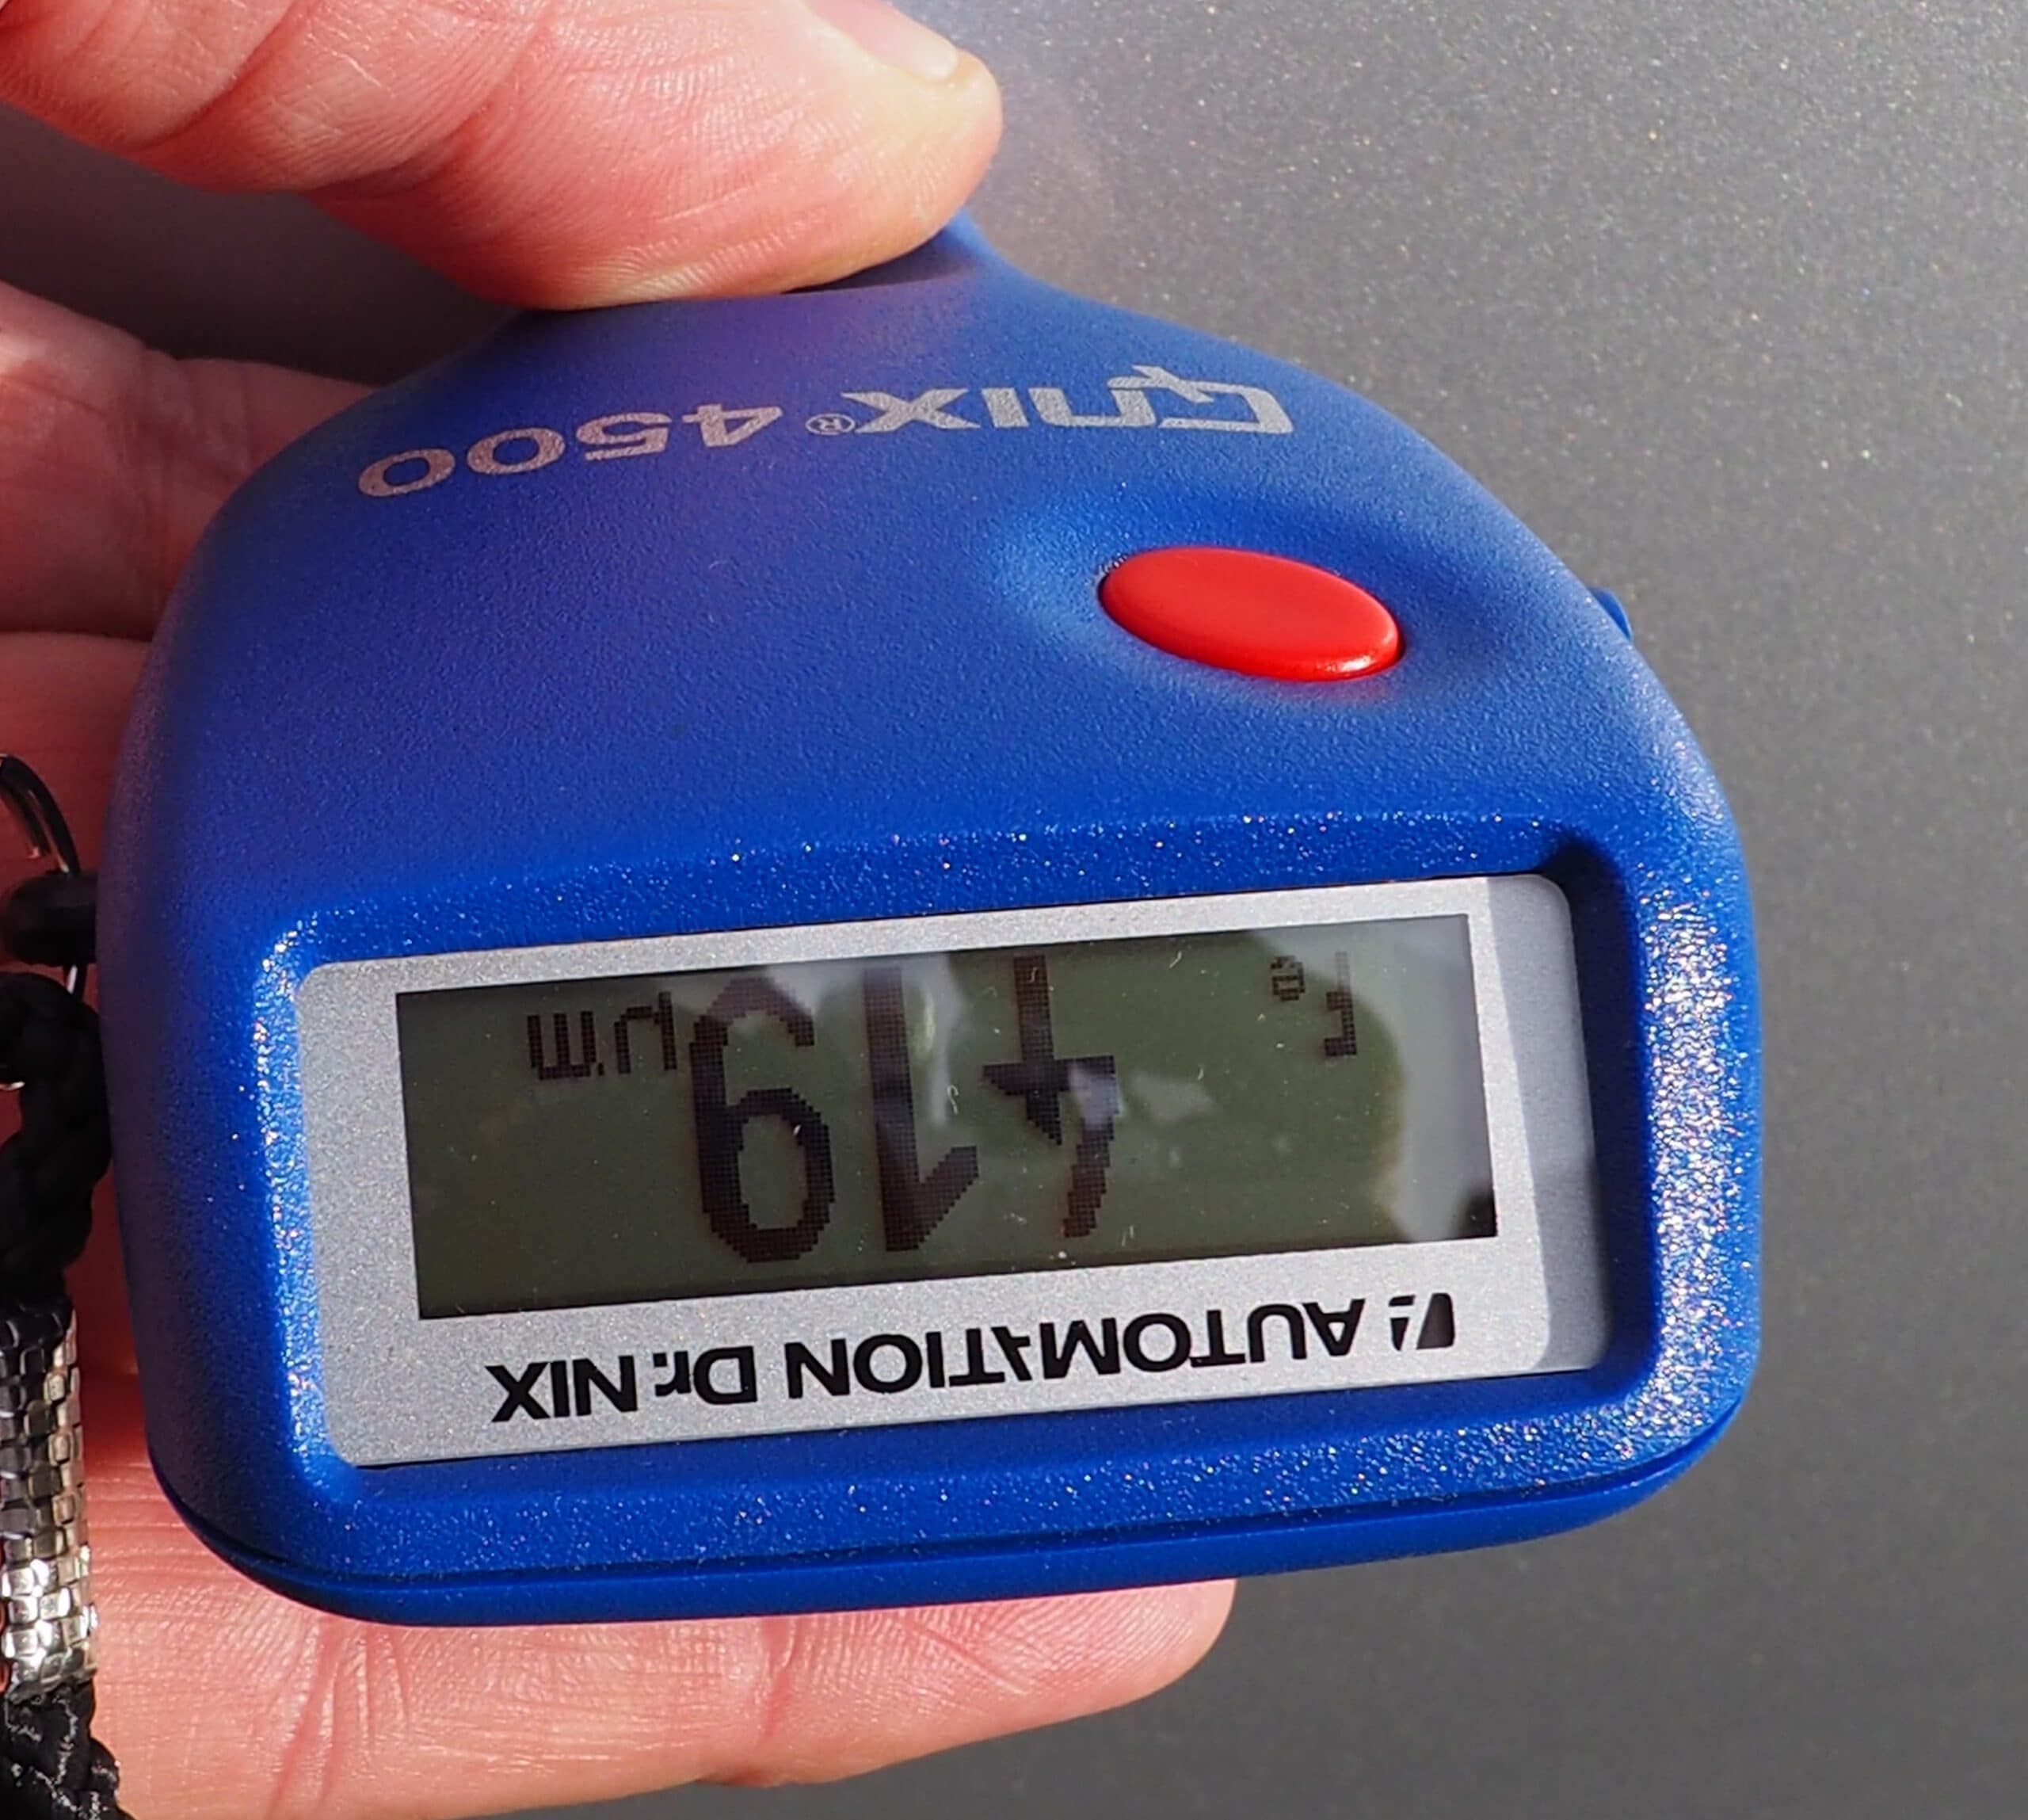 AUTOMATION Dr. NIX
Fe 419 µm
QNIX® 4500